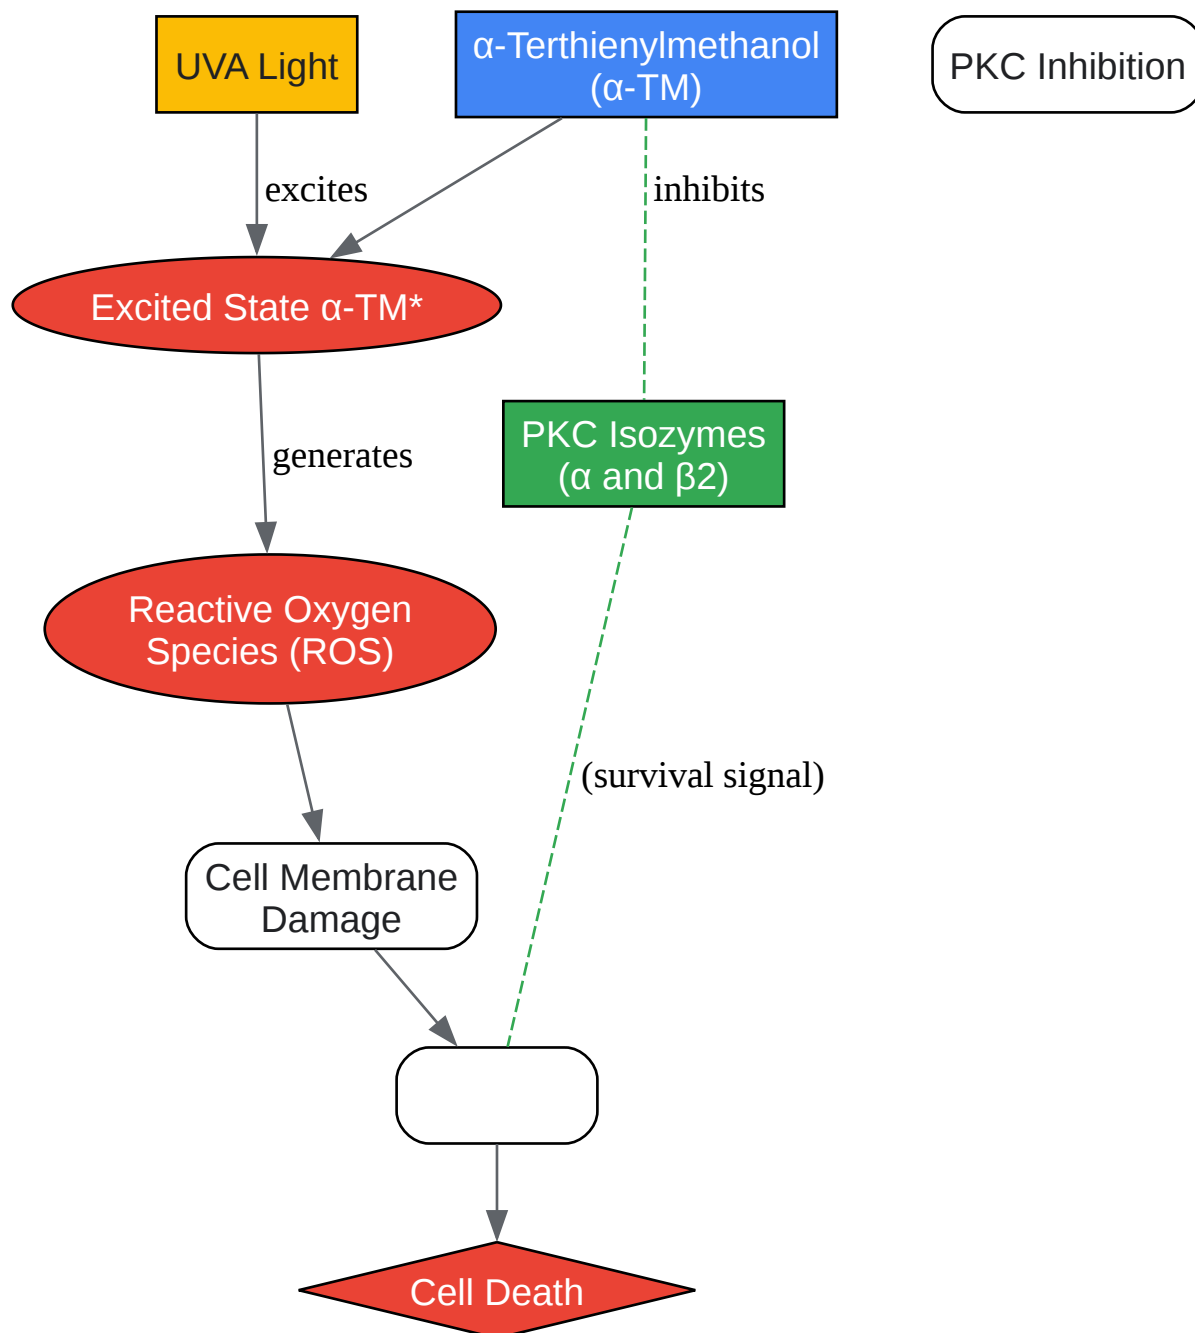 UVA Light
α-Terthienylmethanol
(α-TM)
PKC Inhibition
excites
inhibits
Excited State α-TM*
PKC Isozymes
(α and β2)
generates
Reactive Oxygen
Species (ROS)
(survival signal)
Cell Membrane
Damage
Cell Death